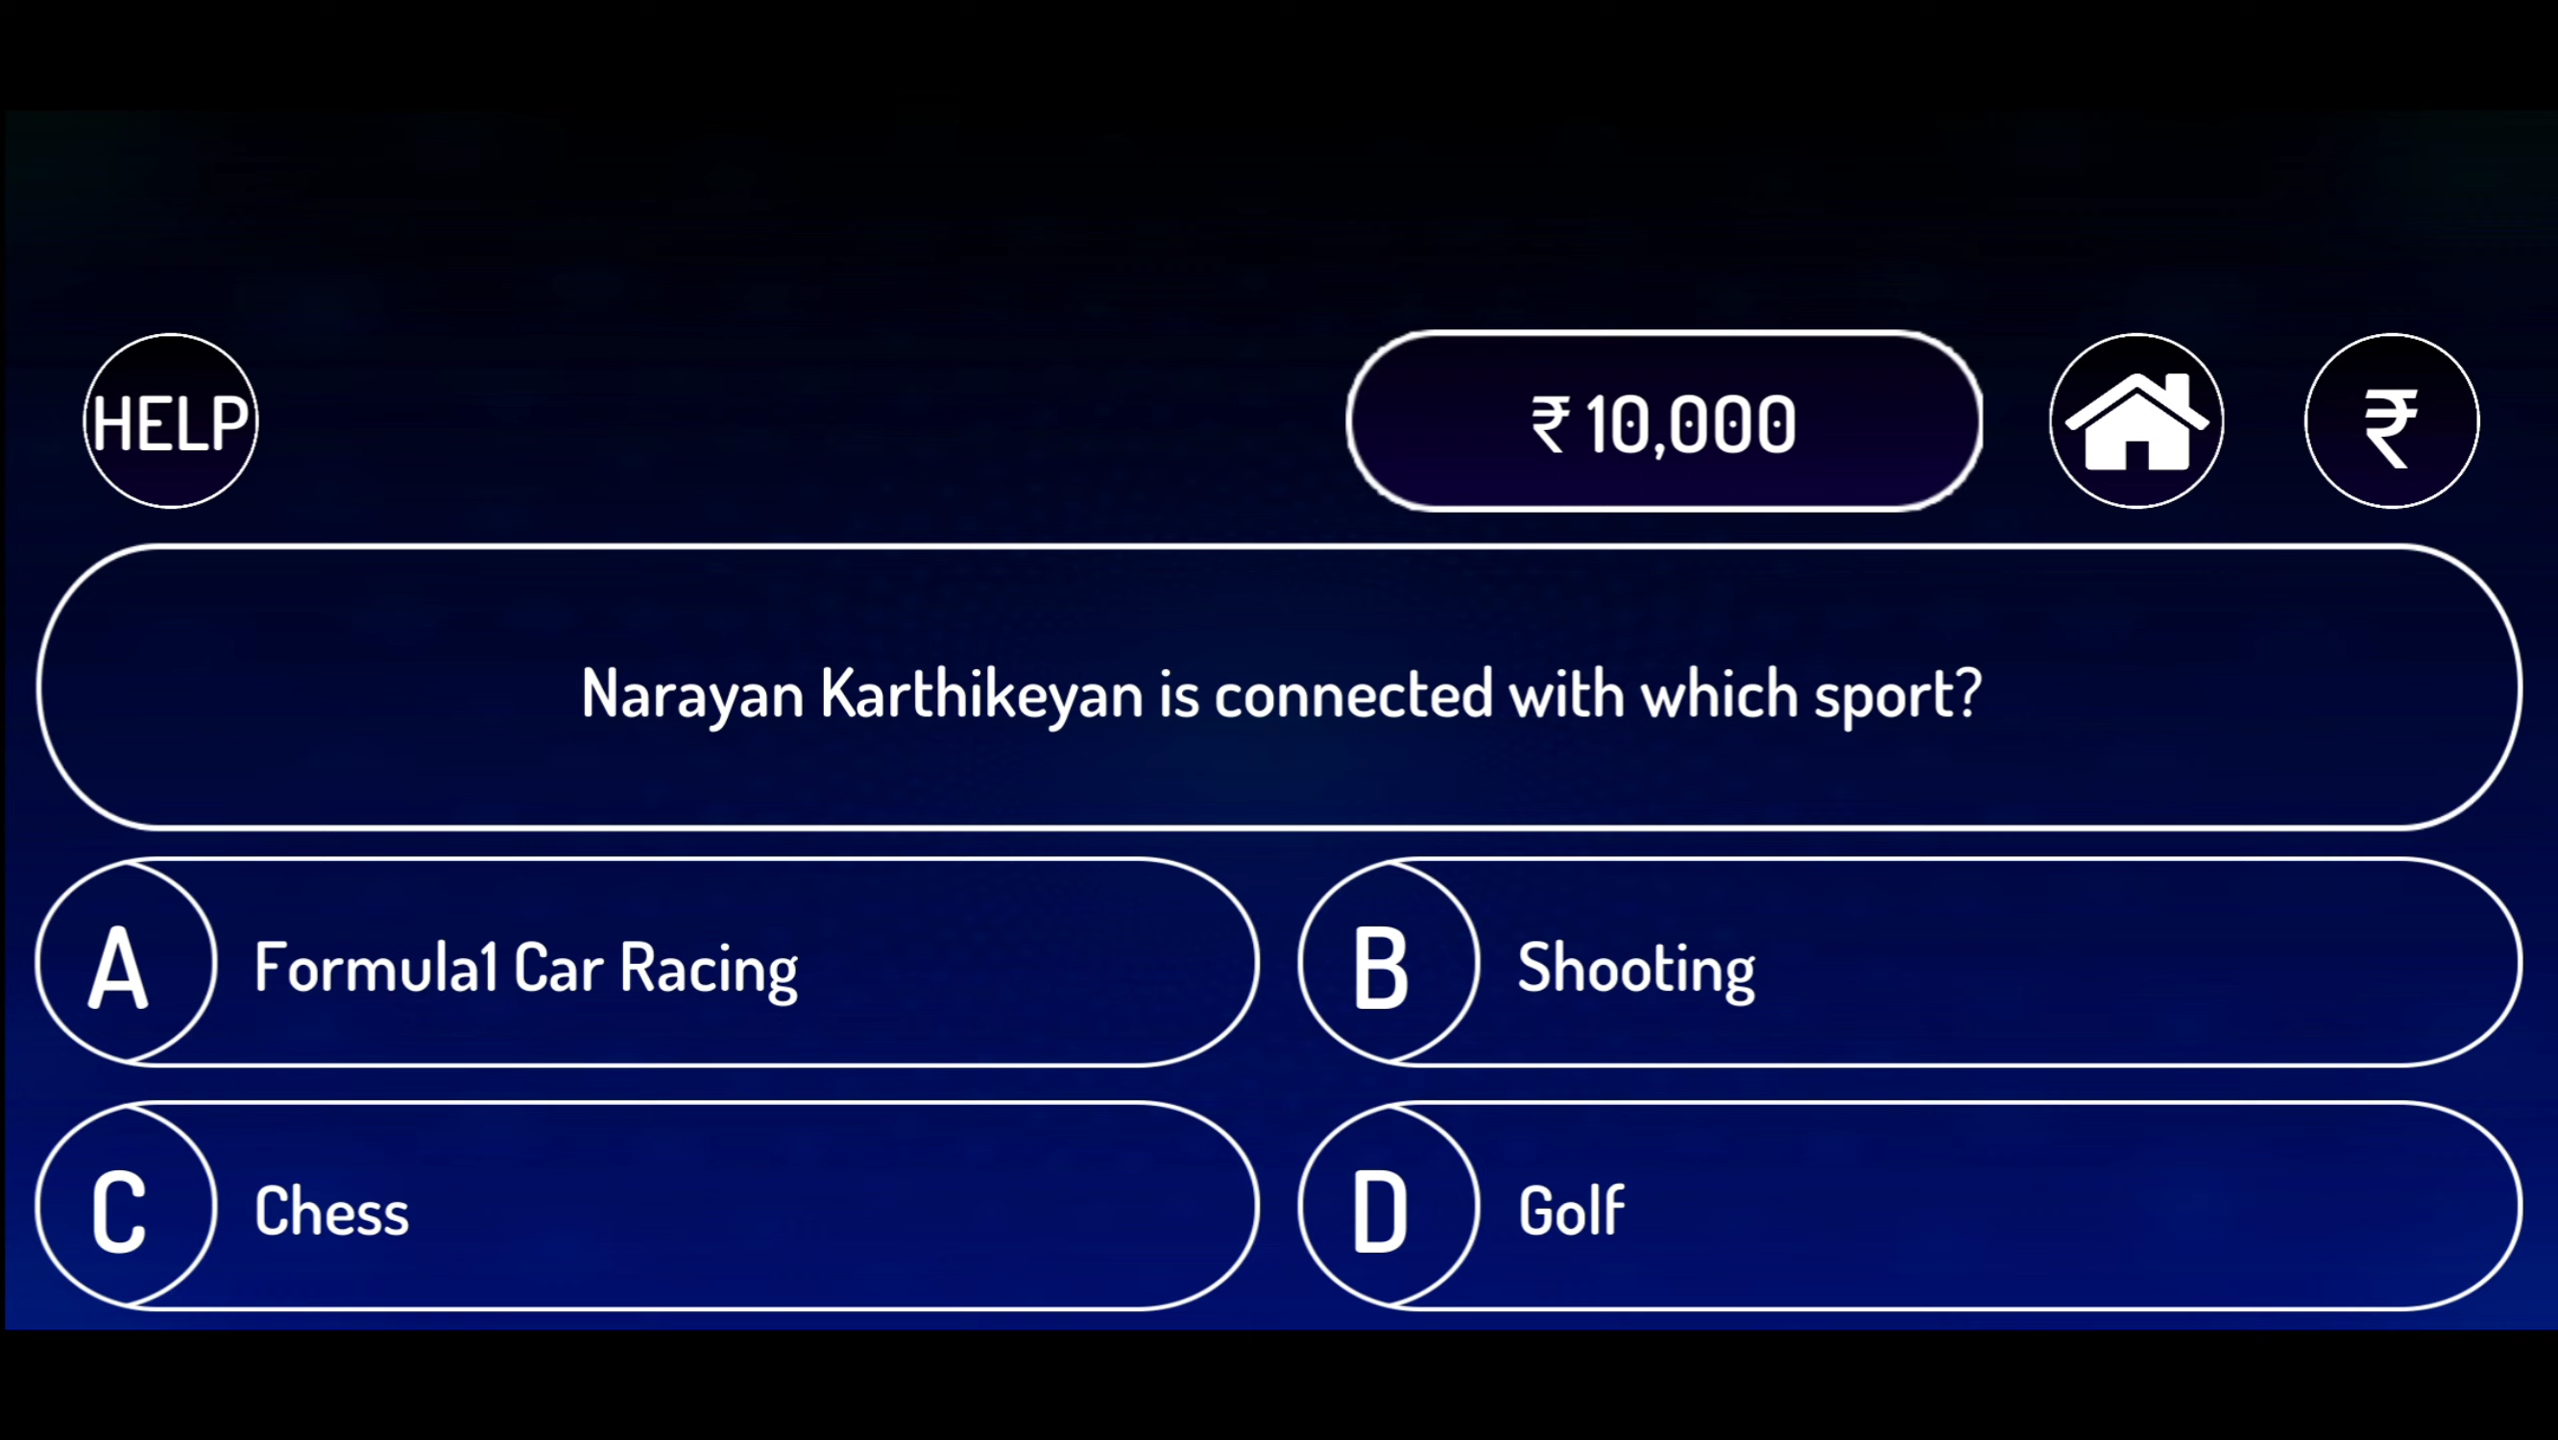 HELP
₹ 10,000
₹
Narayan Karthikeyan is connected with which sport?
A Formula1 Car Racing
B Shooting
C Chess
D Golf